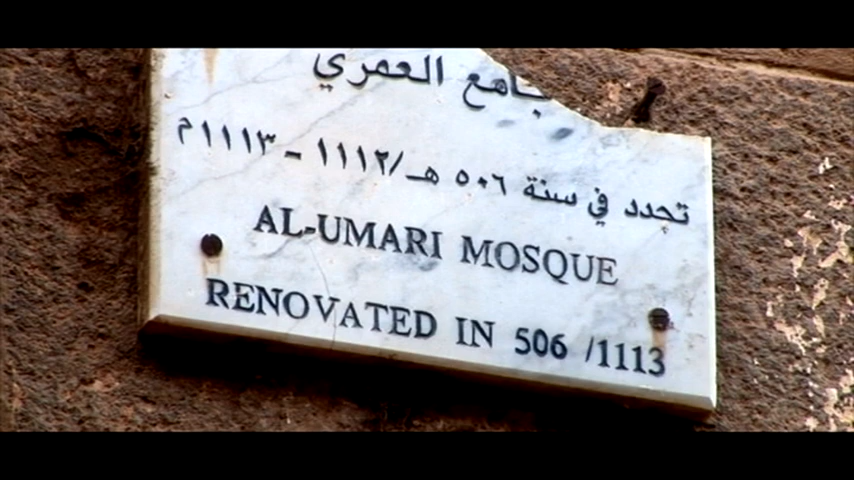 جامع العمري
تجدد في سنة ٥٠٦ هـ/١١١٢ - ١١١٣م
AL-UMARI MOSQUE
RENOVATED IN 506 /1113